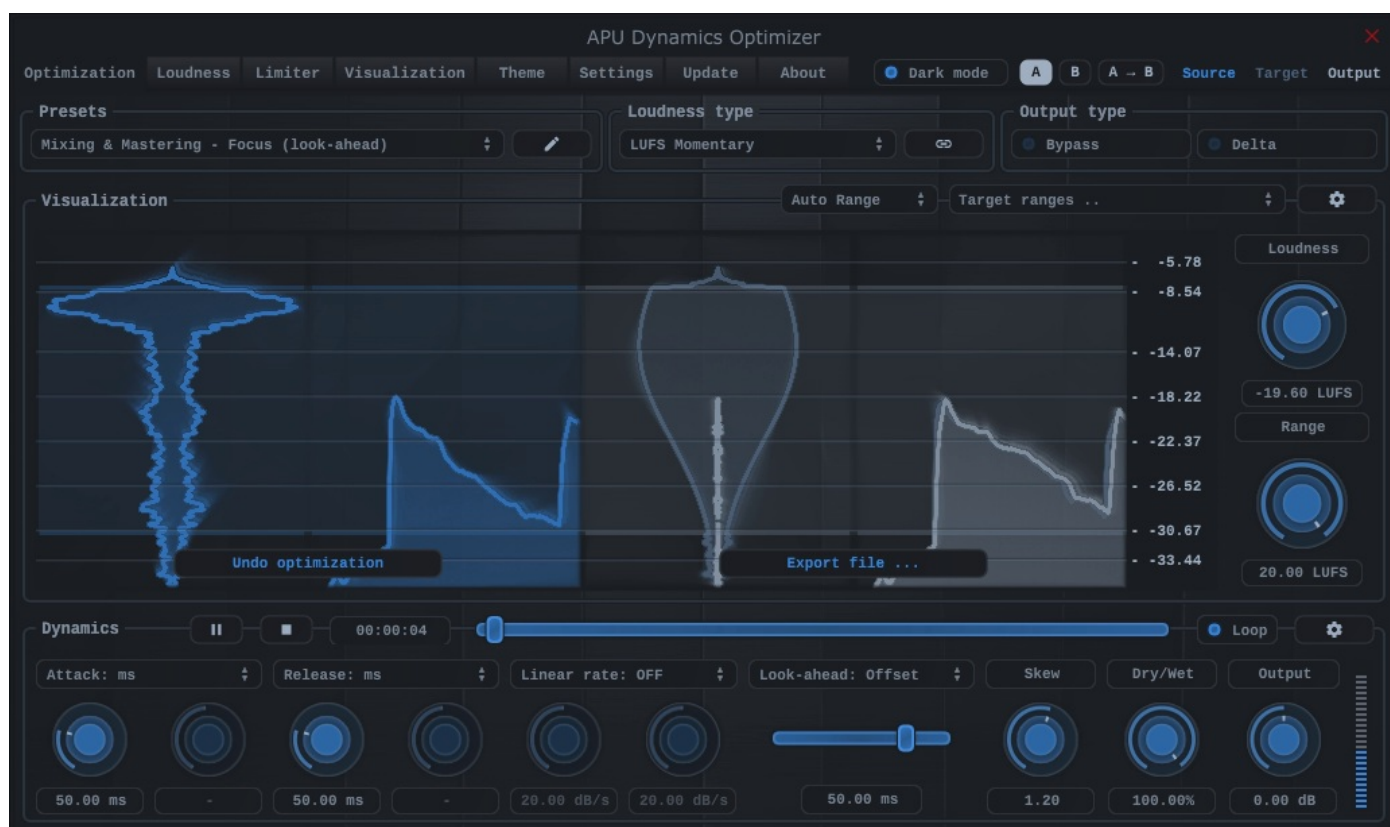 APU Dynamics Optimizer
Optimization Loudness Limiter Visualization Theme Settings Update About Dark mode A B A → B Source Target Output
Presets Loudness type Output type
Mixing & Mastering - Focus (look-ahead) LUFS Momentary Bypass Delta
Visualization Auto Range Target ranges ..
Loudness
- -5.78
- -8.54
- -14.07
- -18.22
-19.60 LUFS
Range
- -22.37
- -26.52
- -30.67
- -33.44
Undo optimization Export file ...
20.00 LUFS
Dynamics 00:00:04 Loop
Attack: ms Release: ms Linear rate: OFF Look-ahead: Offset Skew Dry/Wet Output
50.00 ms - 50.00 ms - 20.00 dB/s 20.00 dB/s 50.00 ms 1.20 100.00% 0.00 dB